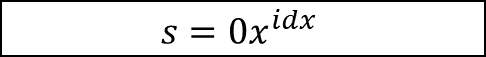 s = 0x^{idx}